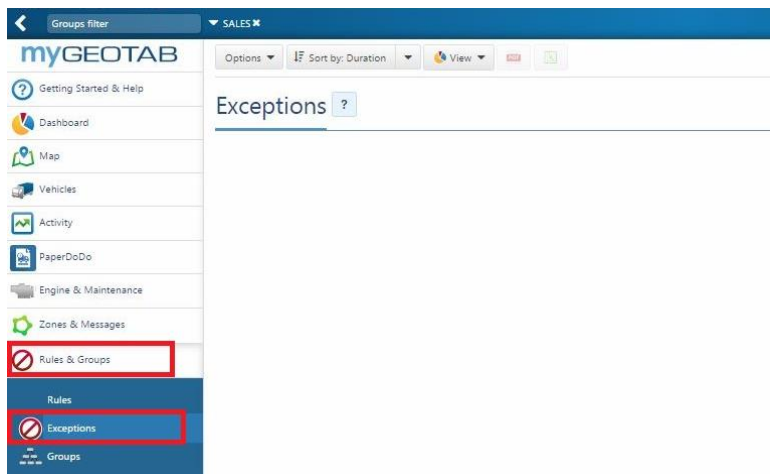 Groups filter
SALES
myGEOTAB
Options
Sort by: Duration
View
Exceptions ?
Getting Started & Help
Dashboard
Map
Vehicles
Activity
PaperDoDo
Engine & Maintenance
Zones & Messages
Rules & Groups
Rules
Exceptions
Groups